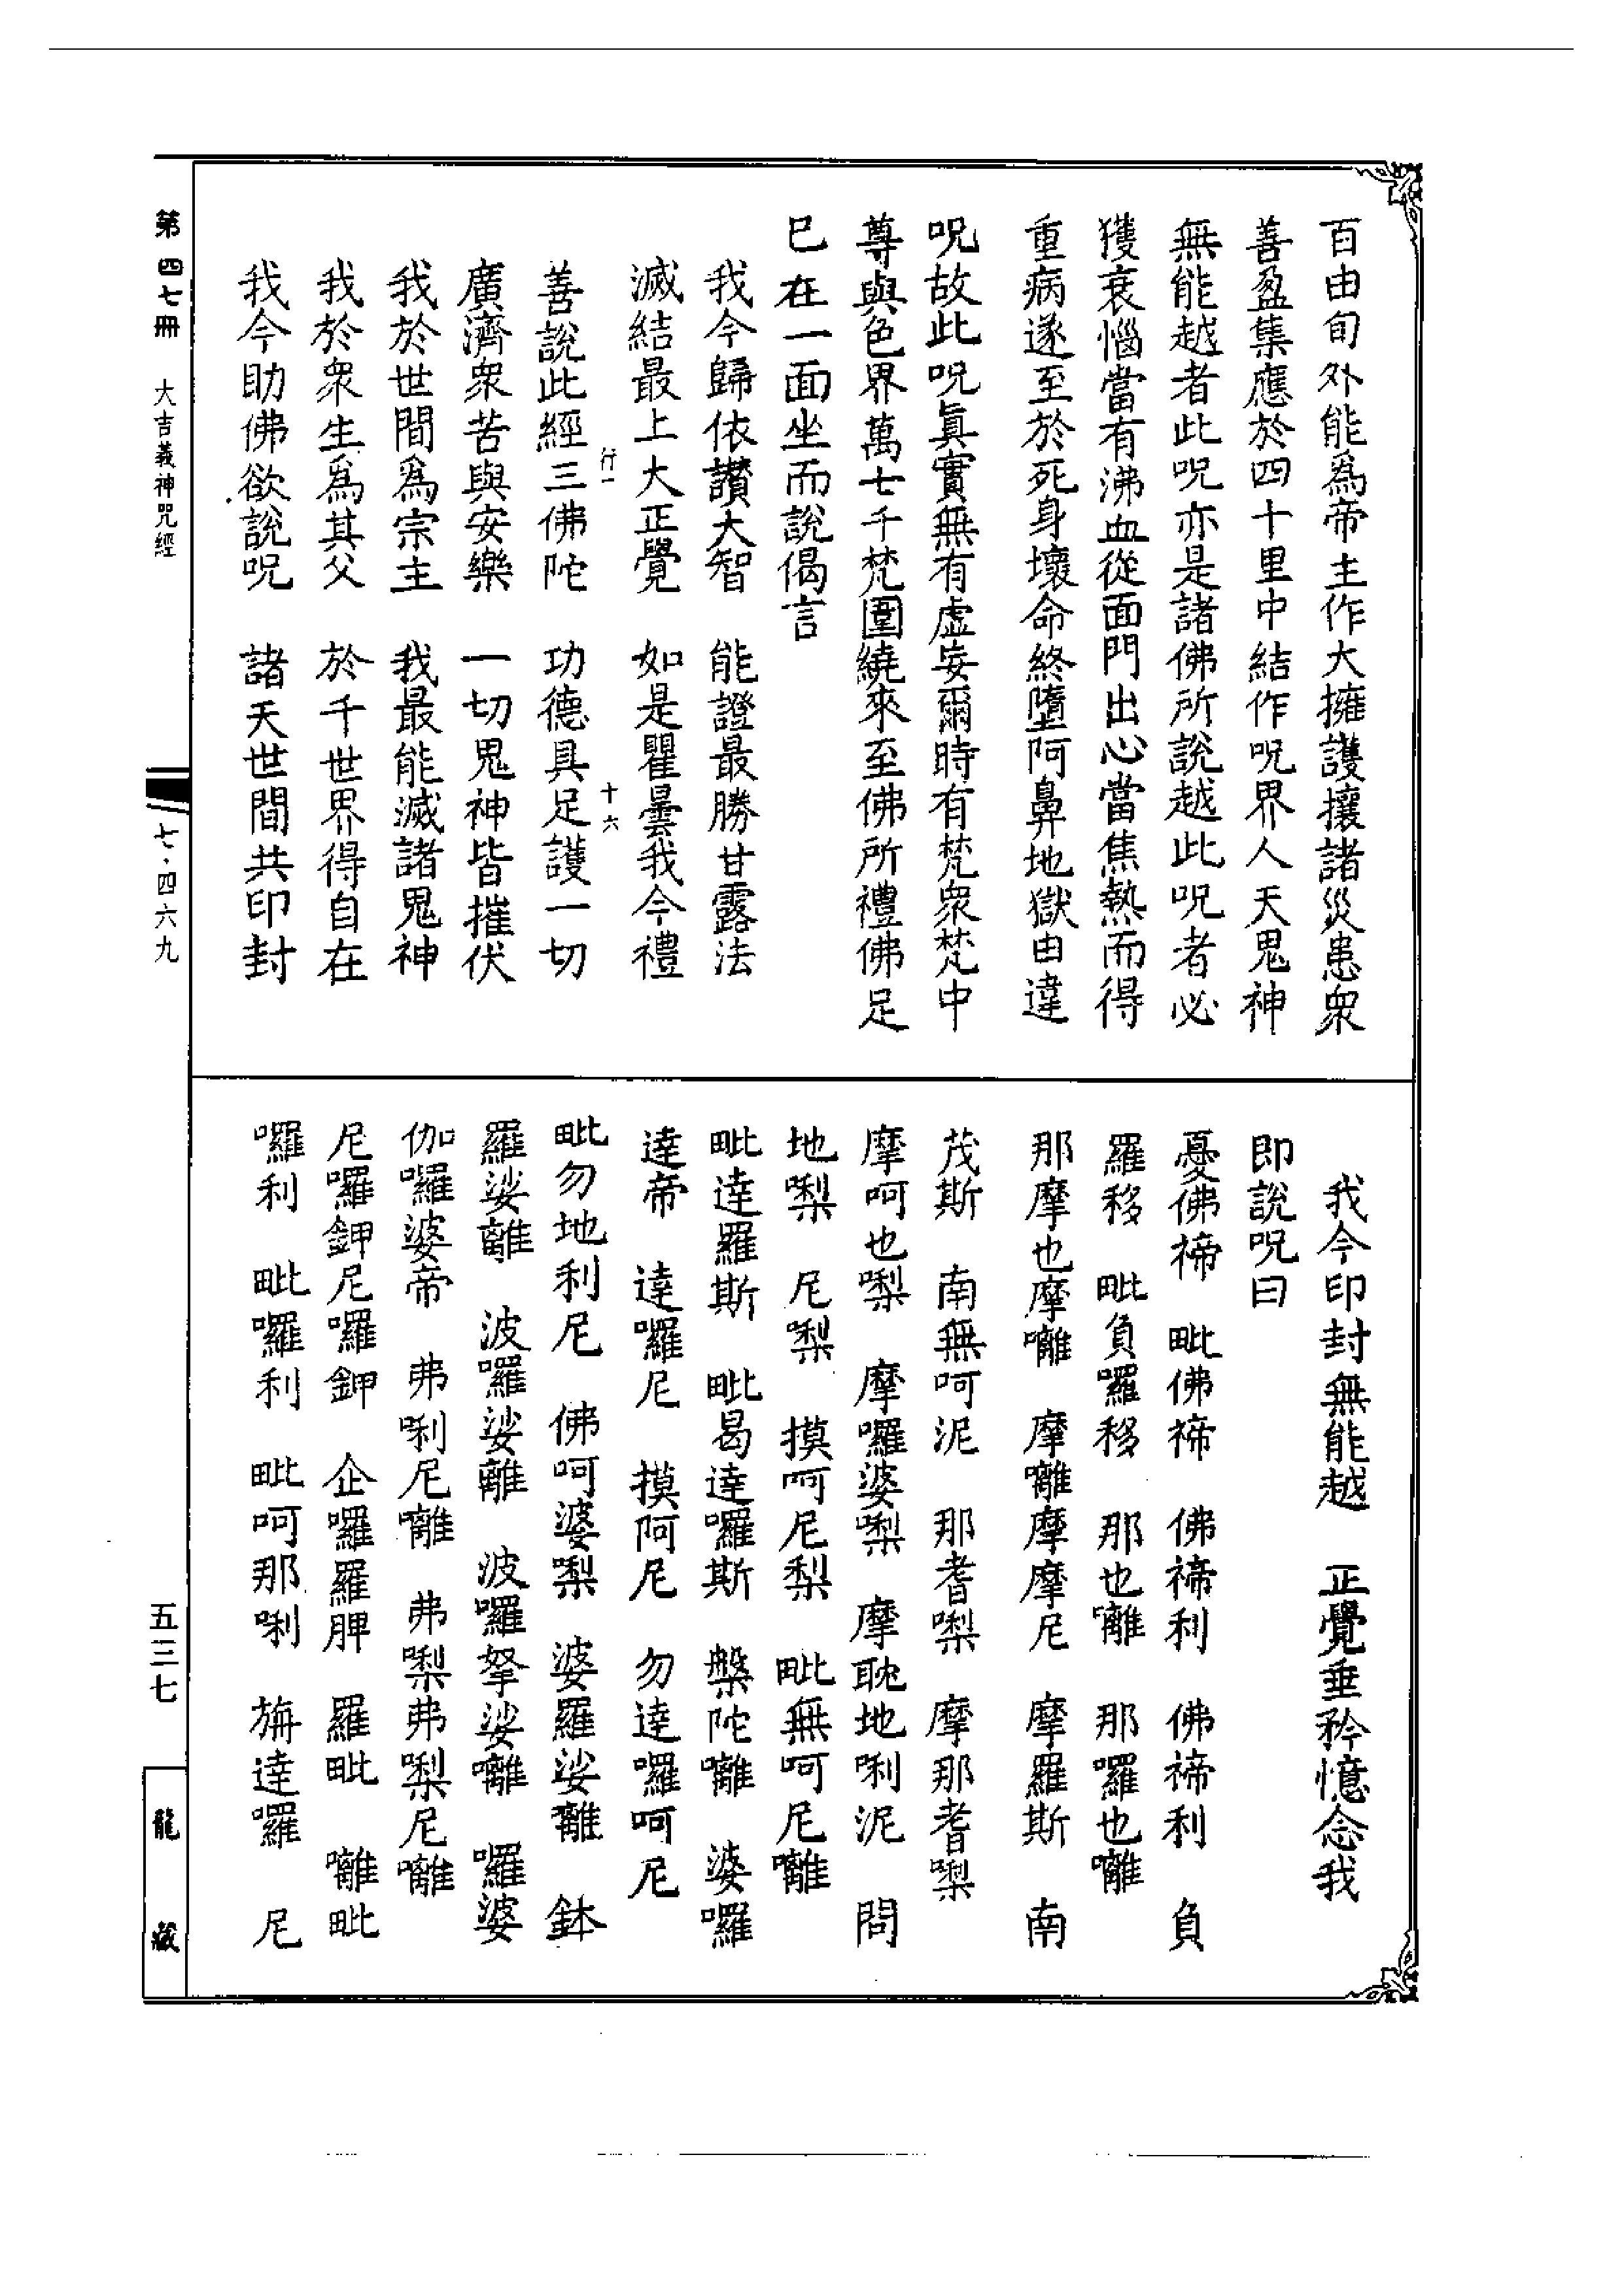 百由旬外能為帝主作大擁護攘諸災患衆
善盈集應於四十里中結作呪界人天鬼神
無能越者此呪亦是諸佛所說越此呪者必
獲衰惱當有沸血從面門出心當焦熱而得
重病遂至於死身壞命終墮阿鼻地獄由違
呪故此呪眞實無有虛妄爾時有梵衆梵中
尊與色界萬七千梵圍繞來至佛所禮佛足
已在一面坐而說偈言
我今歸依讃大智　能證最勝甘露法
滅結最上大正覺　如是瞿曇我今禮
行一　十六
善說此經三佛陀　功德具足護一切
廣濟衆苦與安樂　一切鬼神皆摧伏
我於世間爲宗主　我最能滅諸鬼神
我於衆生爲其父　於千世界得自在
我今助佛欲說呪　諸天世間共印封
我今印封無能越　正覺垂矜憶念我
即說呪曰
憂佛禘　毗佛禘　佛禘利　佛禘利　負
羅移　毗負囉移　那也囄　那囉也囄
那摩也摩囄　摩囄摩摩尼　摩羅斯　南
茂斯　南無呵泥　那耆㗚　摩那耆㗚
摩呵也㗚　摩囉婆㗚　摩耽地唎泥　問
地㗚　尼㗚　摸呵尼梨　毗無呵尼囄
毗達羅斯　毗曷達囉斯　槃陀囄　婆囉
達帝　達囉尼　摸阿尼　勿達囉呵尼
毗勿地利尼　佛呵婆㗚　婆羅娑離　鉢
羅娑離　波囉娑離　波囉拏娑囄　囉婆
伽囉婆帝　弗唎尼囄　弗㗚弗㗚尼囄
尼囉鉀尼囉鉀　企囉羅脾　羅毗　囄毗
囉利　毗囉利　毗呵那唎　旃達囉　尼
第四七冊　大吉義神咒經　七·四六九　五三七　龍藏